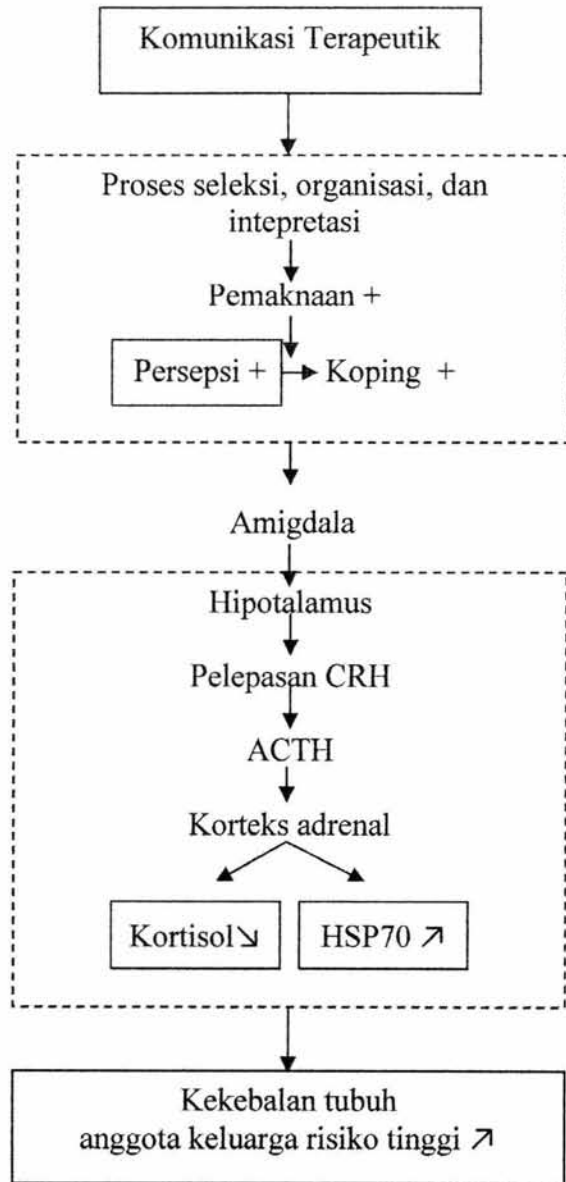 Komunikasi Terapeutik
Proses seleksi, organisasi, dan
intepretasi
Pemaknaan +
Persepsi + → Koping +
Amigdala
Hipotalamus
Pelepasan CRH
ACTH
Korteks adrenal
Kortisol↘ HSP70 ↗
Kekebalan tubuh
anggota keluarga risiko tinggi ↗